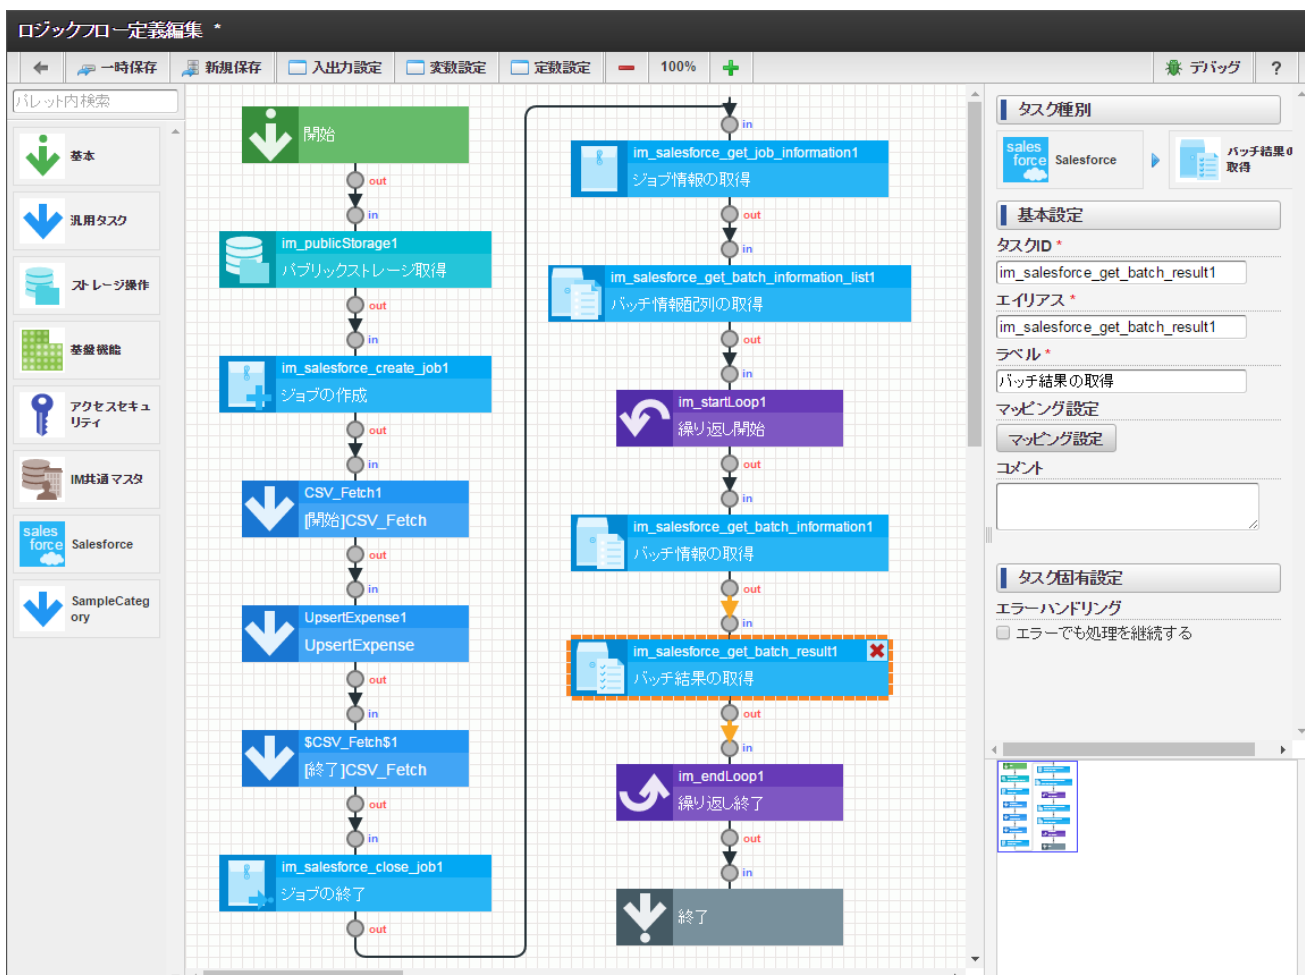 ロジックフロー定義編集 *
一時保存
新規保存
入出力設定
変数設定
定数設定
100%
デバッグ
?
パレット内検索
基本
汎用タスク
ストレージ操作
基盤機能
アクセスセキュ
リティ
IM共通マスタ
sales
force
Salesforce
SampleCateg
ory
開始
out
in
im_publicStorage1
パブリックストレージ取得
out
in
im_salesforce_create_job1
ジョブの作成
out
in
CSV_Fetch1
[開始]CSV_Fetch
out
in
UpsertExpense1
UpsertExpense
out
in
$CSV_Fetch$1
[終了]CSV_Fetch
out
in
im_salesforce_close_job1
ジョブの終了
out
in
im_salesforce_get_job_information1
ジョブ情報の取得
out
in
im_salesforce_get_batch_information_list1
バッチ情報配列の取得
out
in
im_startLoop1
繰り返し開始
out
in
im_salesforce_get_batch_information1
バッチ情報の取得
out
in
im_salesforce_get_batch_result1
バッチ結果の取得
out
in
im_endLoop1
繰り返し終了
out
in
終了
タスク種別
sales
force
Salesforce
バッチ結果の
取得
基本設定
タスクID *
im_salesforce_get_batch_result1
エイリアス *
im_salesforce_get_batch_result1
ラベル *
バッチ結果の取得
マッピング設定
マッピング設定
コメント
タスク固有設定
エラーハンドリング
エラーでも処理を継続する